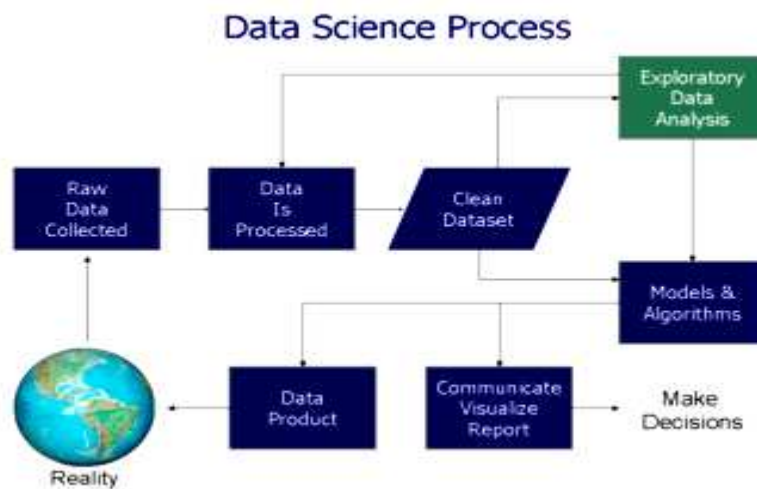 Data Science Process
Exploratory
Data
Analysis
Raw
Data
Collected
Data
Is
Processed
Clean
Dataset
Models &
Algorithms
Data
Product
Communicate
Visualize
Report
Make
Decisions
Reality